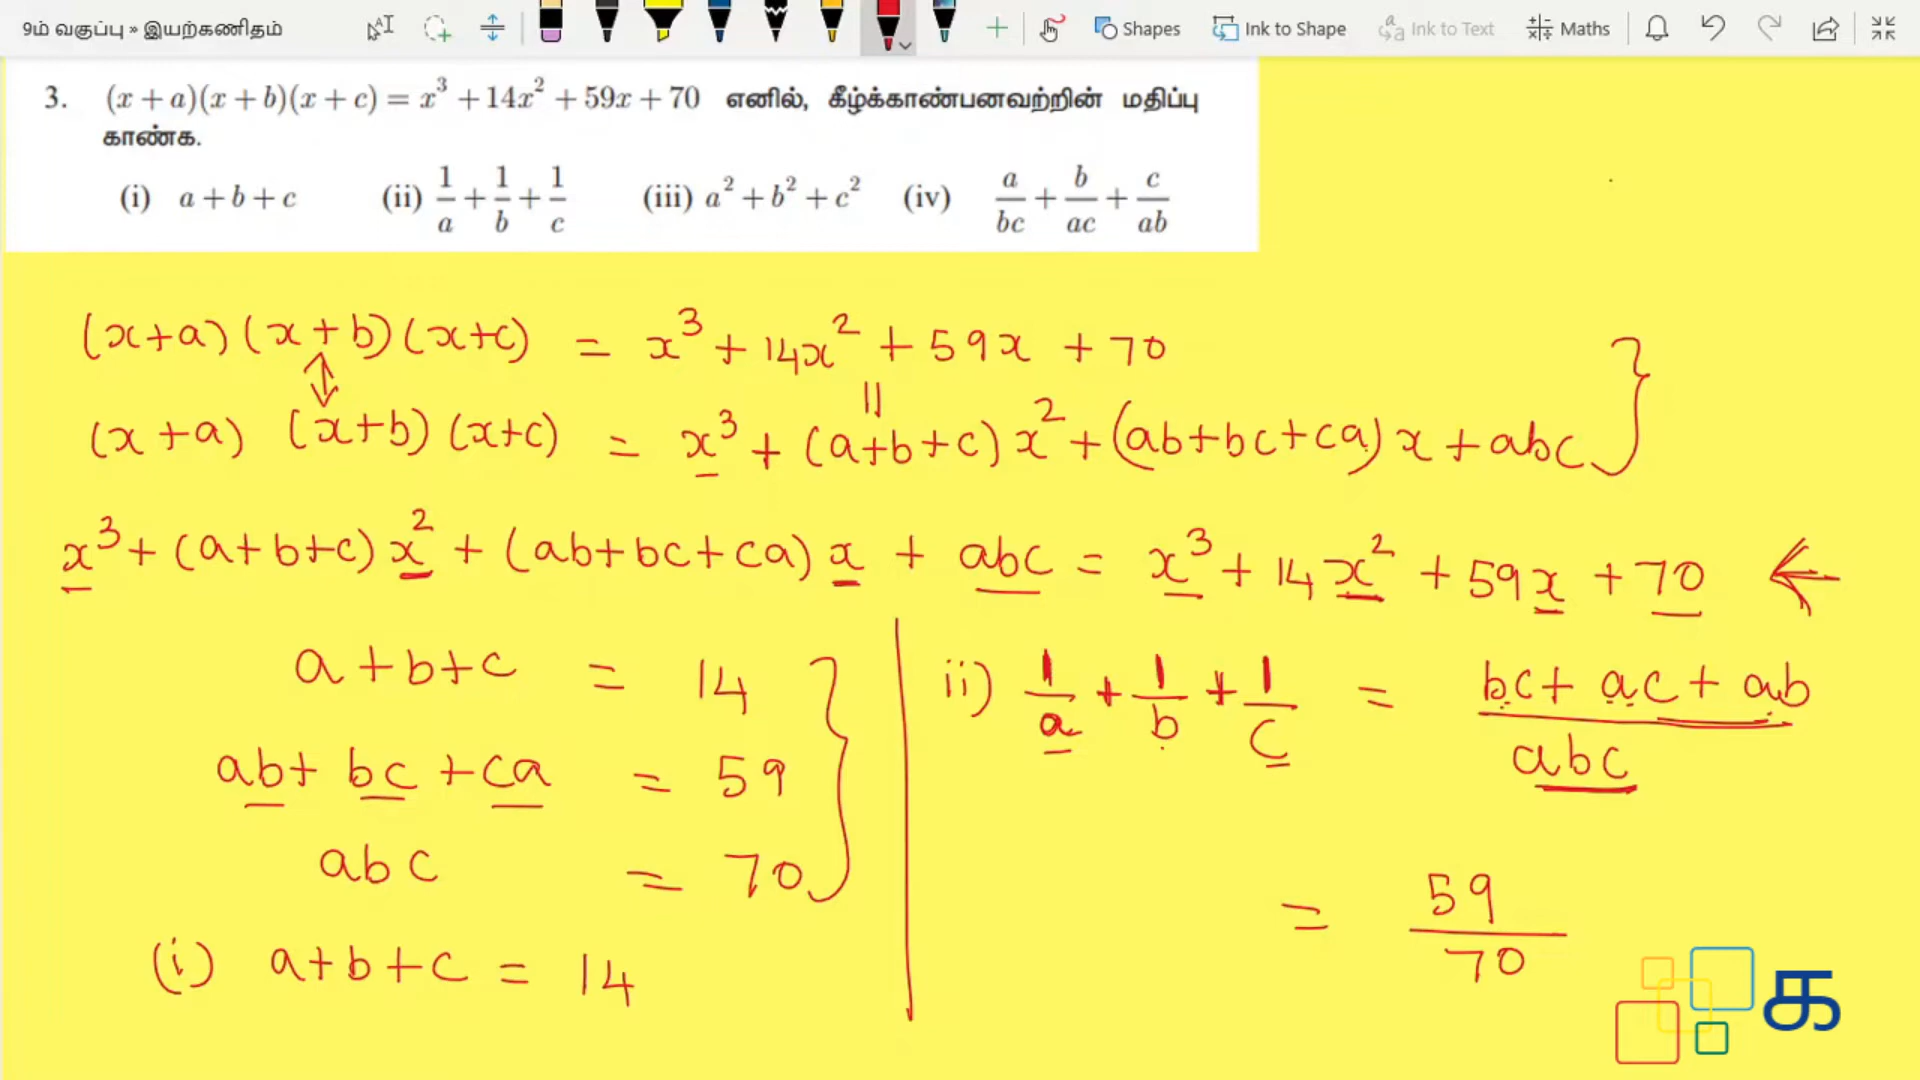 9ம் வகுப்பு » இயற்கணிதம்
Shapes
Ink to Shape
Ink to Text
Maths
3. (x + a)(x + b)(x + c) = x³ + 14x² + 59x + 70 எனில், கீழ்க்காண்பனவற்றின் மதிப்பு
காண்க.
(i) a + b + c (ii) 1/a + 1/b + 1/c (iii) a² + b² + c² (iv) a/bc + b/ac + c/ab
(x+a) (x+b) (x+c) = x³ + 14x² + 59x + 70
(x+a) (x+b) (x+c) = x³ + (a+b+c) x² + (ab+bc+ca) x + abc
x³ + (a+b+c) x² + (ab+bc+ca) x + abc = x³ + 14x² + 59x + 70
a+b+c = 14
ab+ bc +ca = 59
abc = 70
(i) a+b+c = 14
ii) 1/a + 1/b + 1/c = bc+ ac + ab / abc
= 59/70
த